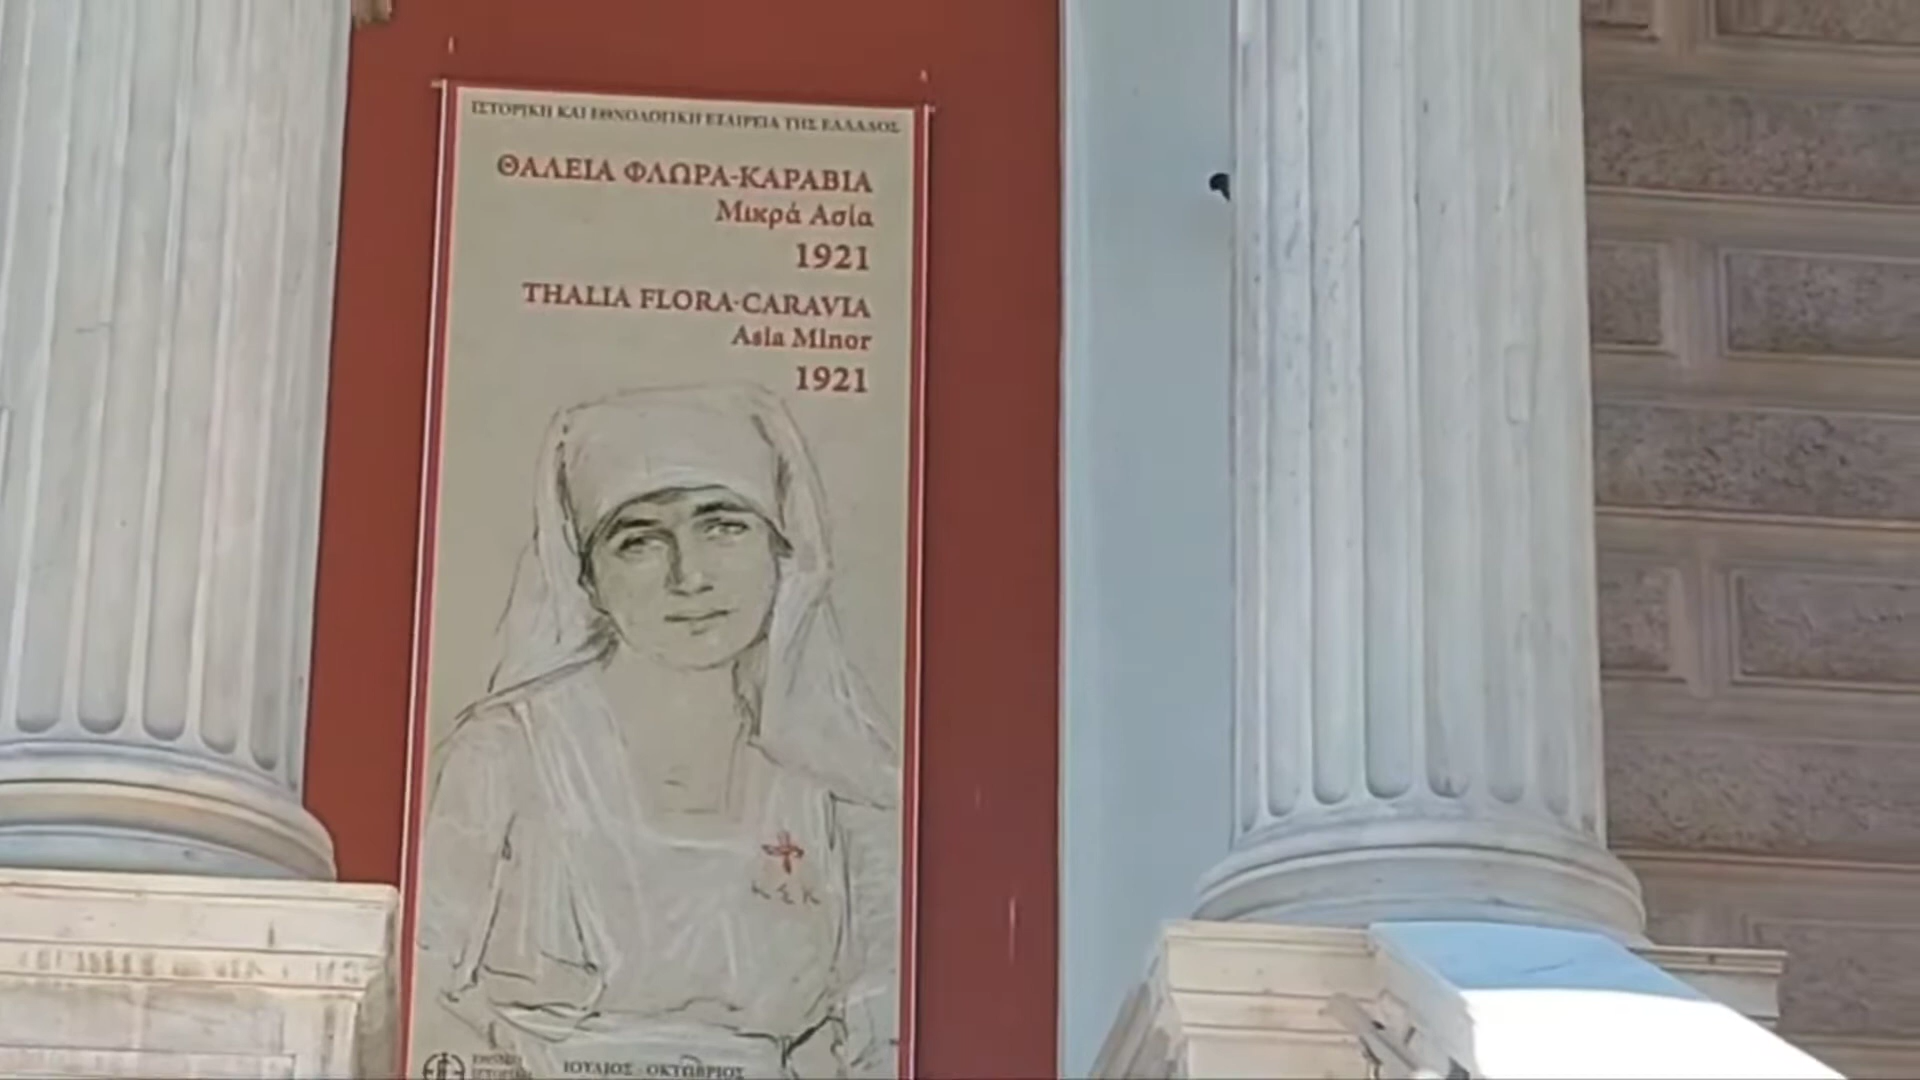 ΙΣΤΟΡΙΚΗ ΚΑΙ ΕΘΝΟΛΟΓΙΚΗ ΕΤΑΙΡΕΙΑ ΤΗΣ ΕΛΛΑΔΟΣ
ΘΑΛΕΙΑ ΦΛΩΡΑ-ΚΑΡΑΒΙΑ
Μικρά Ασία
1921
THALIA FLORA-CARAVIA
Asia Minor
1921
Κ Σ Κ
ΙΟΥΛΙΟΣ - ΟΚΤΩΒΡΙΟΣ